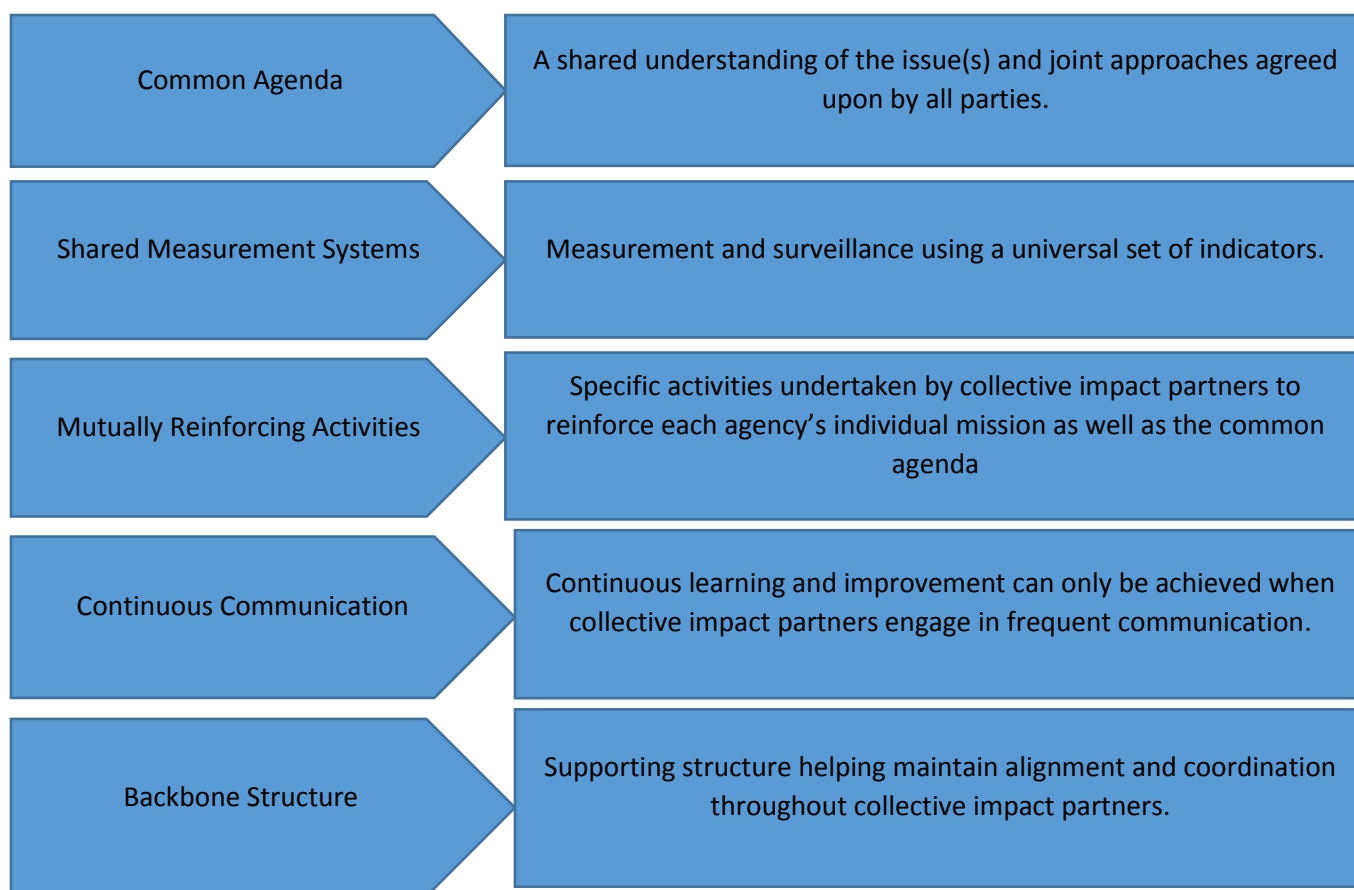 Common Agenda
A shared understanding of the issue(s) and joint approaches agreed
upon by all parties.
Shared Measurement Systems
Measurement and surveillance using a universal set of indicators.
Mutually Reinforcing Activities
Specific activities undertaken by collective impact partners to
reinforce each agency’s individual mission as well as the common
agenda
Continuous Communication
Continuous learning and improvement can only be achieved when
collective impact partners engage in frequent communication.
Backbone Structure
Supporting structure helping maintain alignment and coordination
throughout collective impact partners.